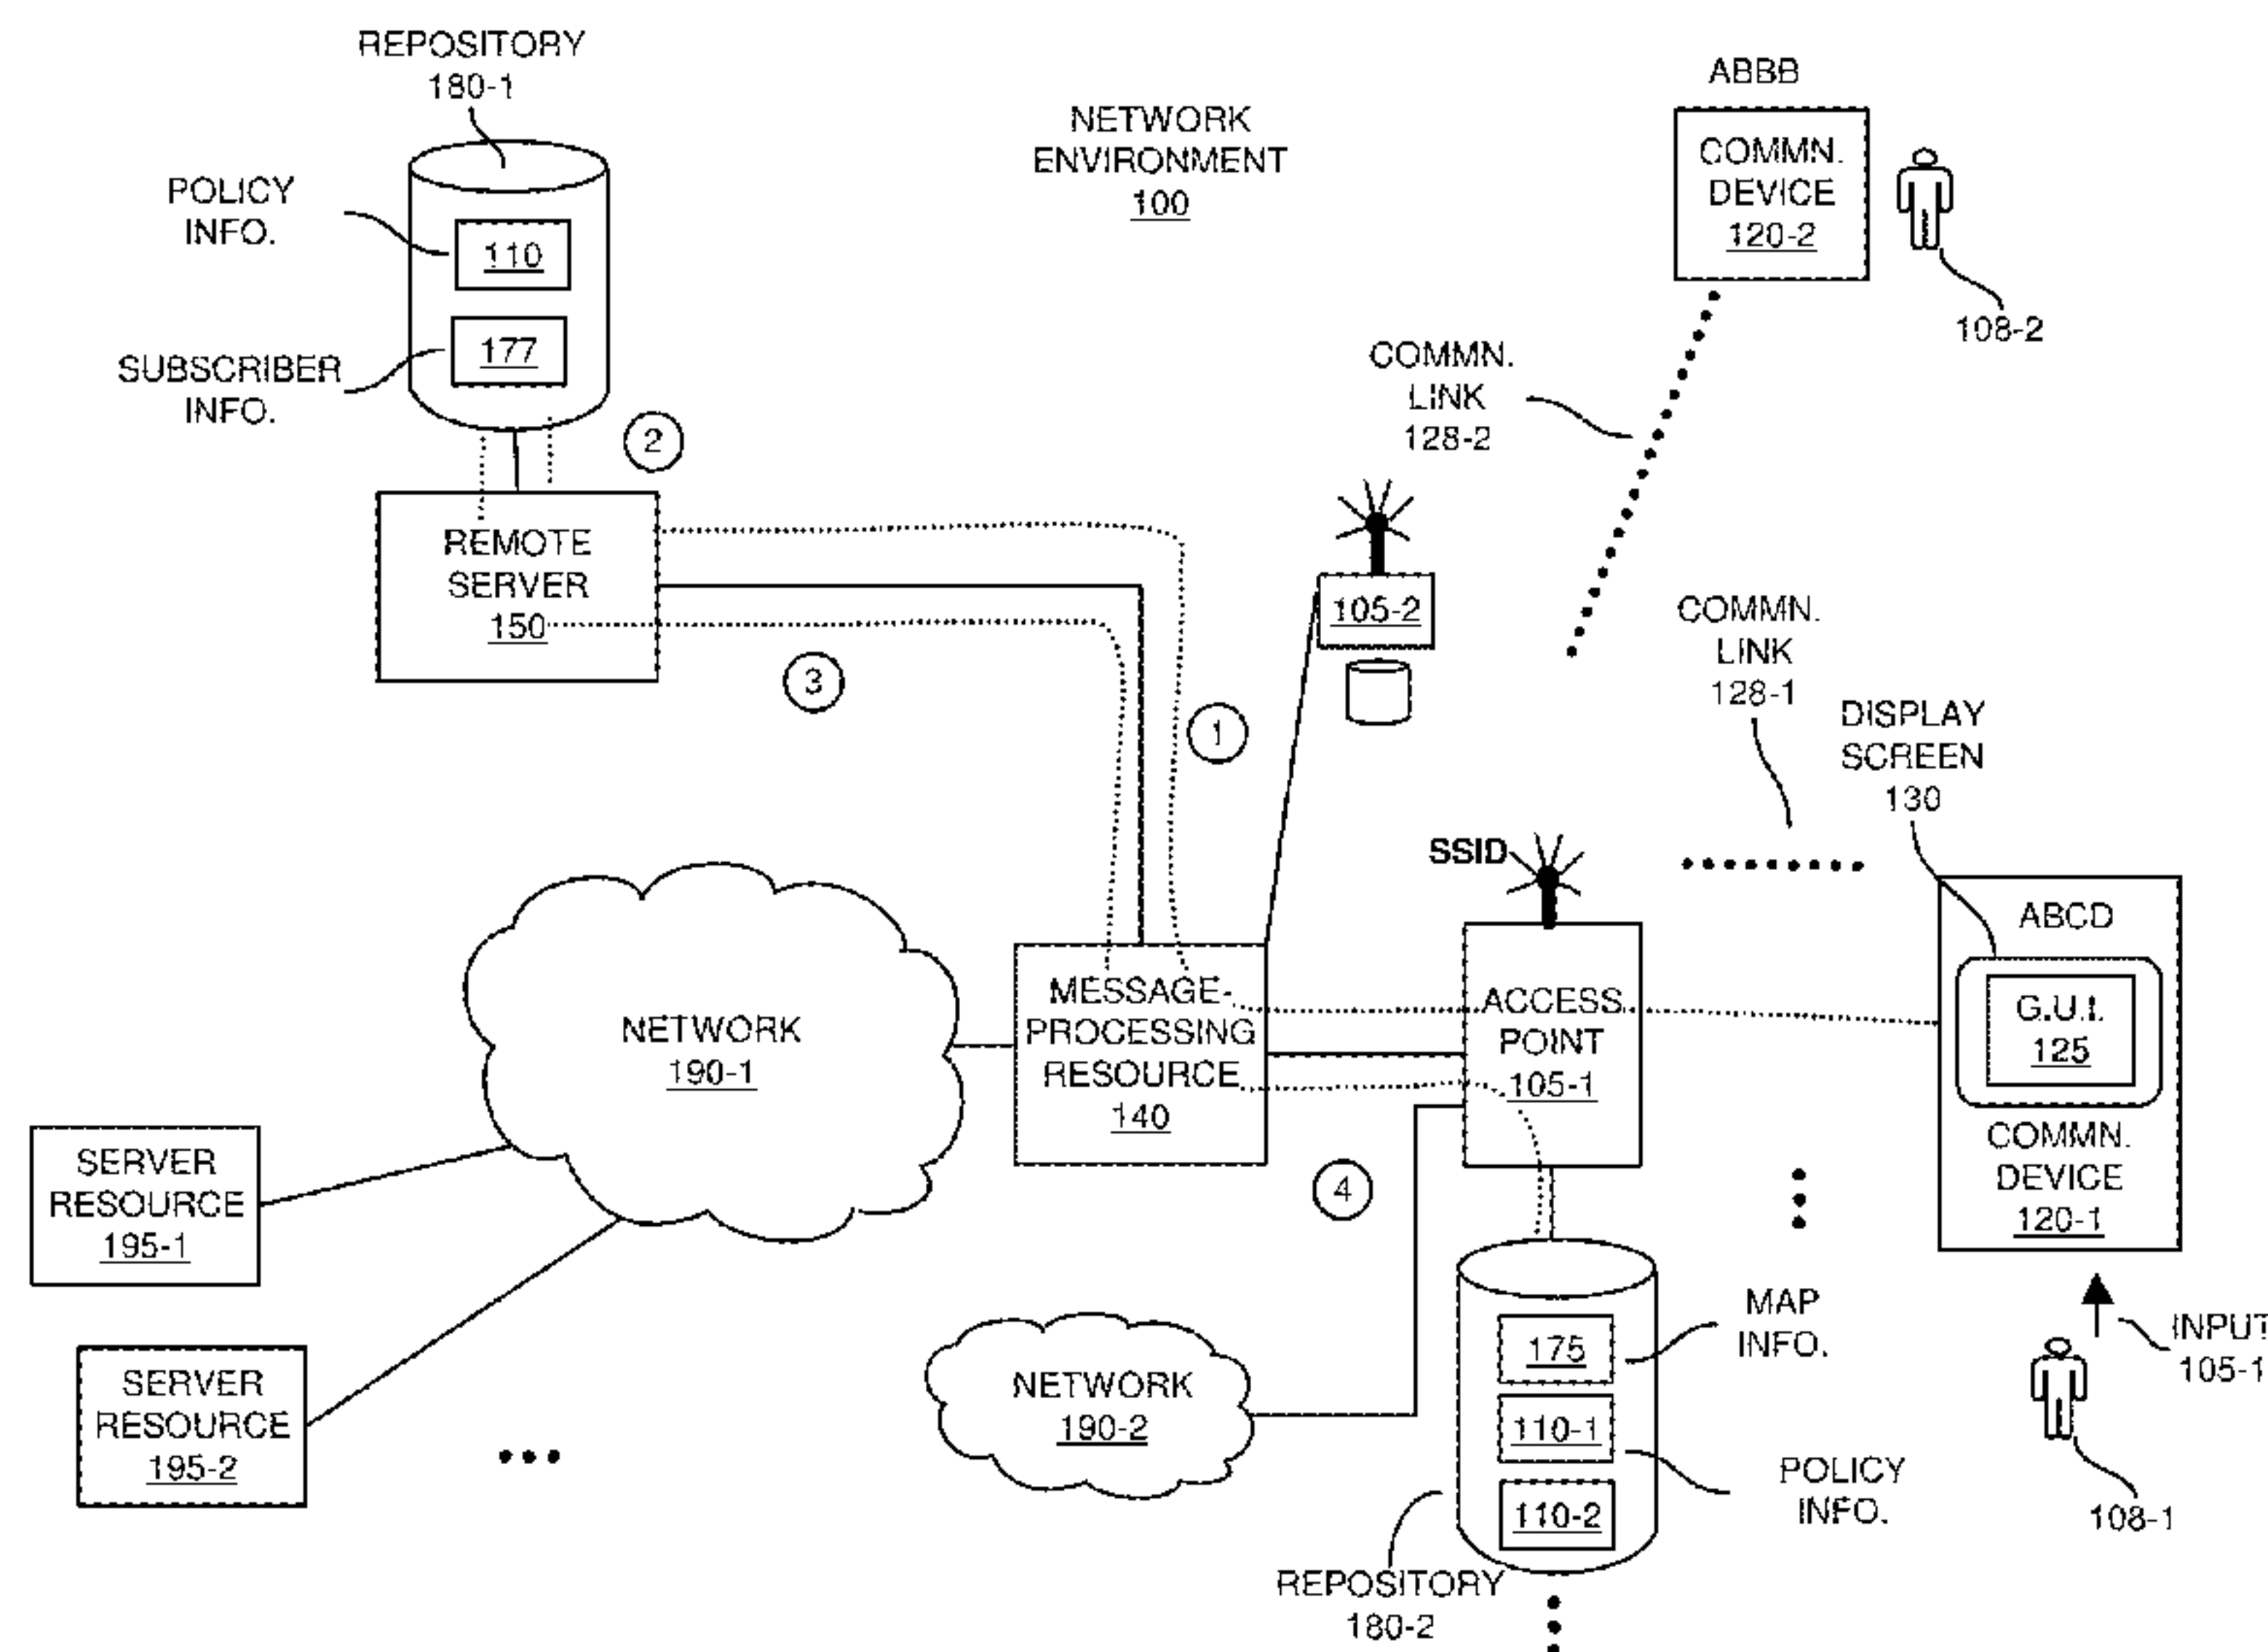 REPOSITORY
180-1
POLICY
INFO.
110
SUBSCRIBER
INFO.
177
NETWORK
ENVIRONMENT
100
ABBB
COMMN.
DEVICE
120-2
108-2
COMMN.
LINK
128-2
2
REMOTE
SERVER
150
3
1
105-2
COMMN.
LINK
128-1
DISPLAY
SCREEN
130
SSID
ABCD
G.U.I.
125
COMMN.
DEVICE
120-1
NETWORK
190-1
MESSAGE-
PROCESSING
RESOURCE
140
ACCESS
POINT
105-1
4
SERVER
RESOURCE
195-1
SERVER
RESOURCE
195-2
NETWORK
190-2
175
110-1
110-2
MAP
INFO.
POLICY
INFO.
REPOSITORY
180-2
INPUT
105-1
108-1